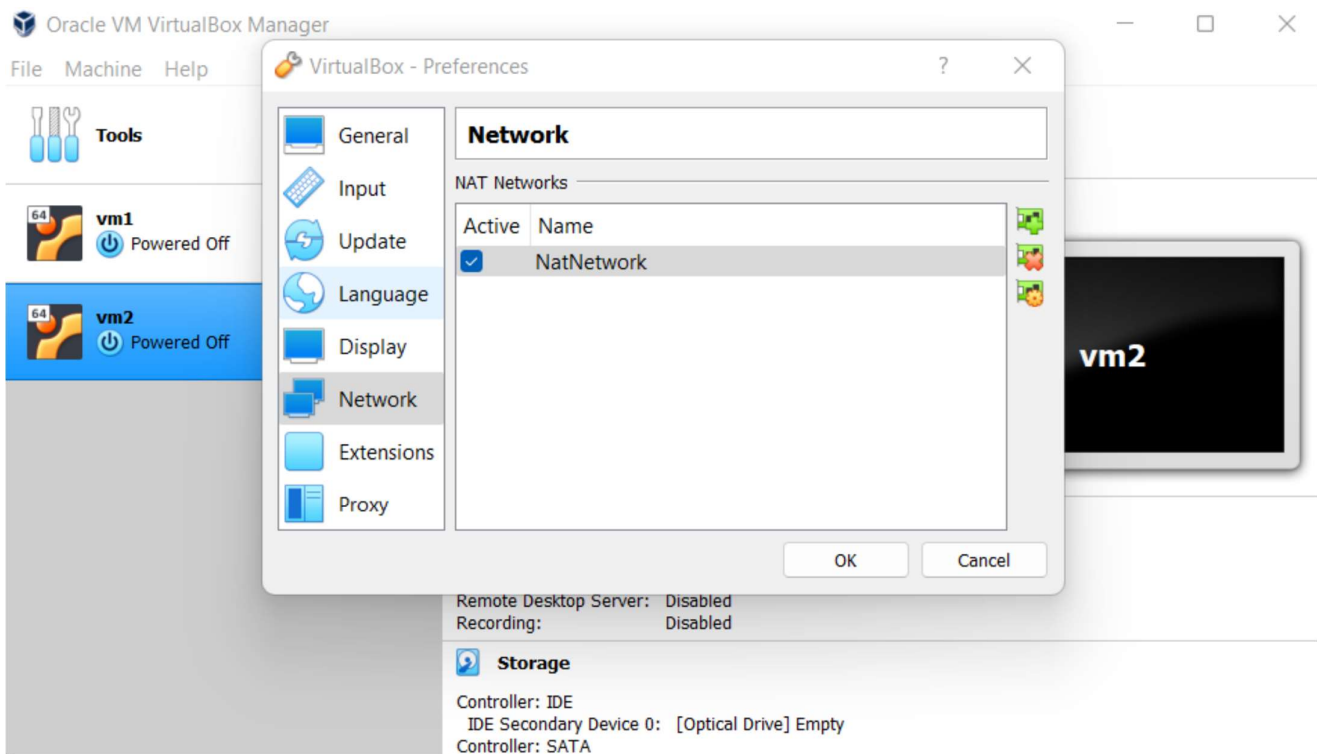 Oracle VM VirtualBox Manager
File Machine Help
Tools
64
vm1
Powered Off
64
vm2
Powered Off
VirtualBox - Preferences
?
General
Input
Update
Language
Display
Network
Extensions
Proxy
Network
NAT Networks
Active Name
NatNetwork
OK Cancel
vm2
Remote Desktop Server: Disabled
Recording: Disabled
Storage
Controller: IDE
IDE Secondary Device 0: [Optical Drive] Empty
Controller: SATA